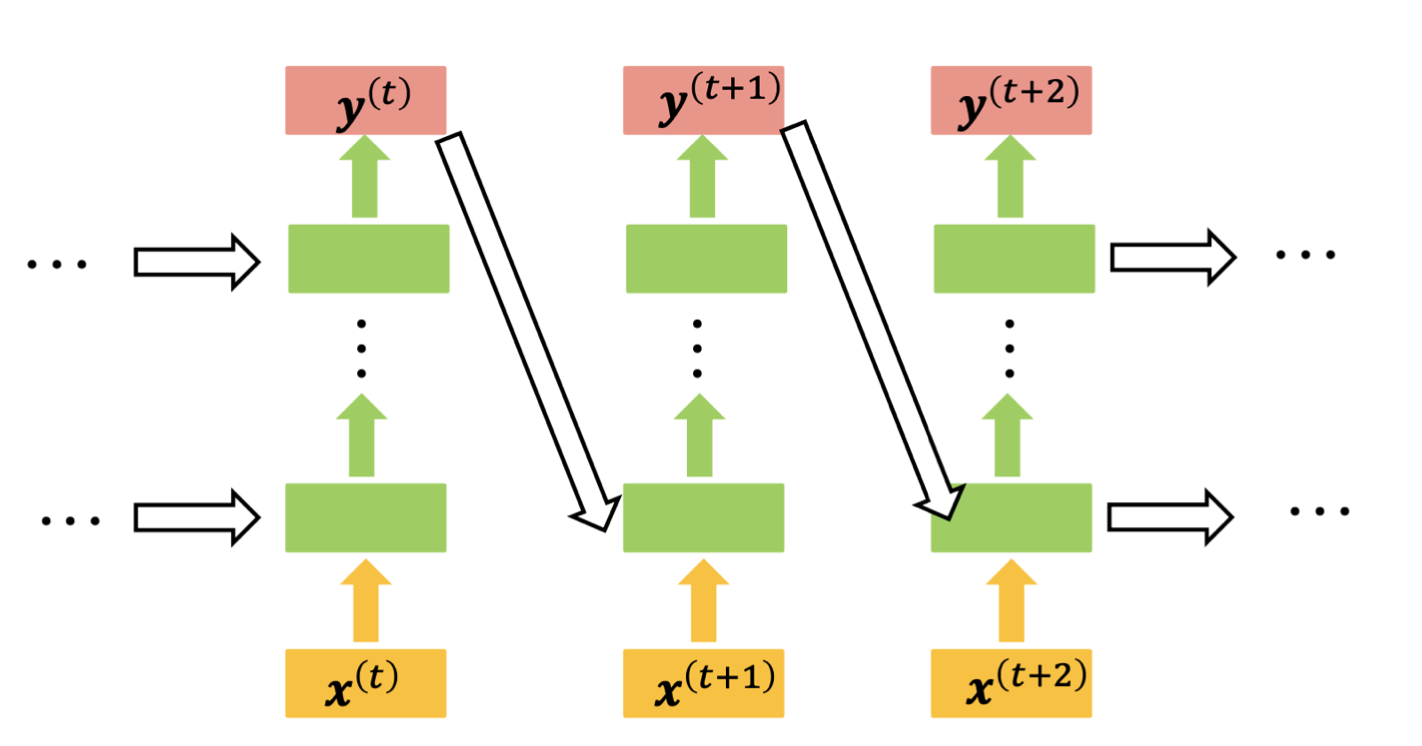 y^(t) y^(t+1) y^(t+2)
... ...
... ...
x^(t) x^(t+1) x^(t+2)